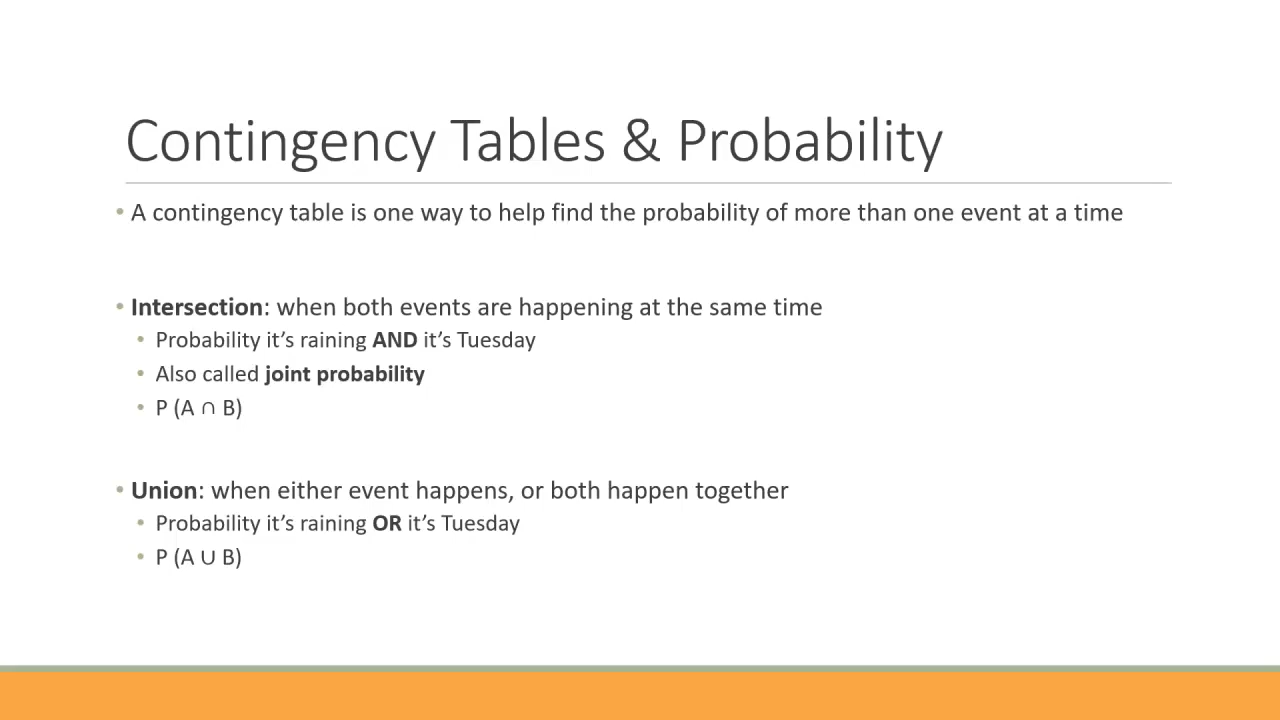 Contingency Tables & Probability
• A contingency table is one way to help find the probability of more than one event at a time
• Intersection: when both events are happening at the same time
• Probability it’s raining AND it’s Tuesday
• Also called joint probability
• P (A ∩ B)
• Union: when either event happens, or both happen together
• Probability it’s raining OR it’s Tuesday
• P (A ∪ B)